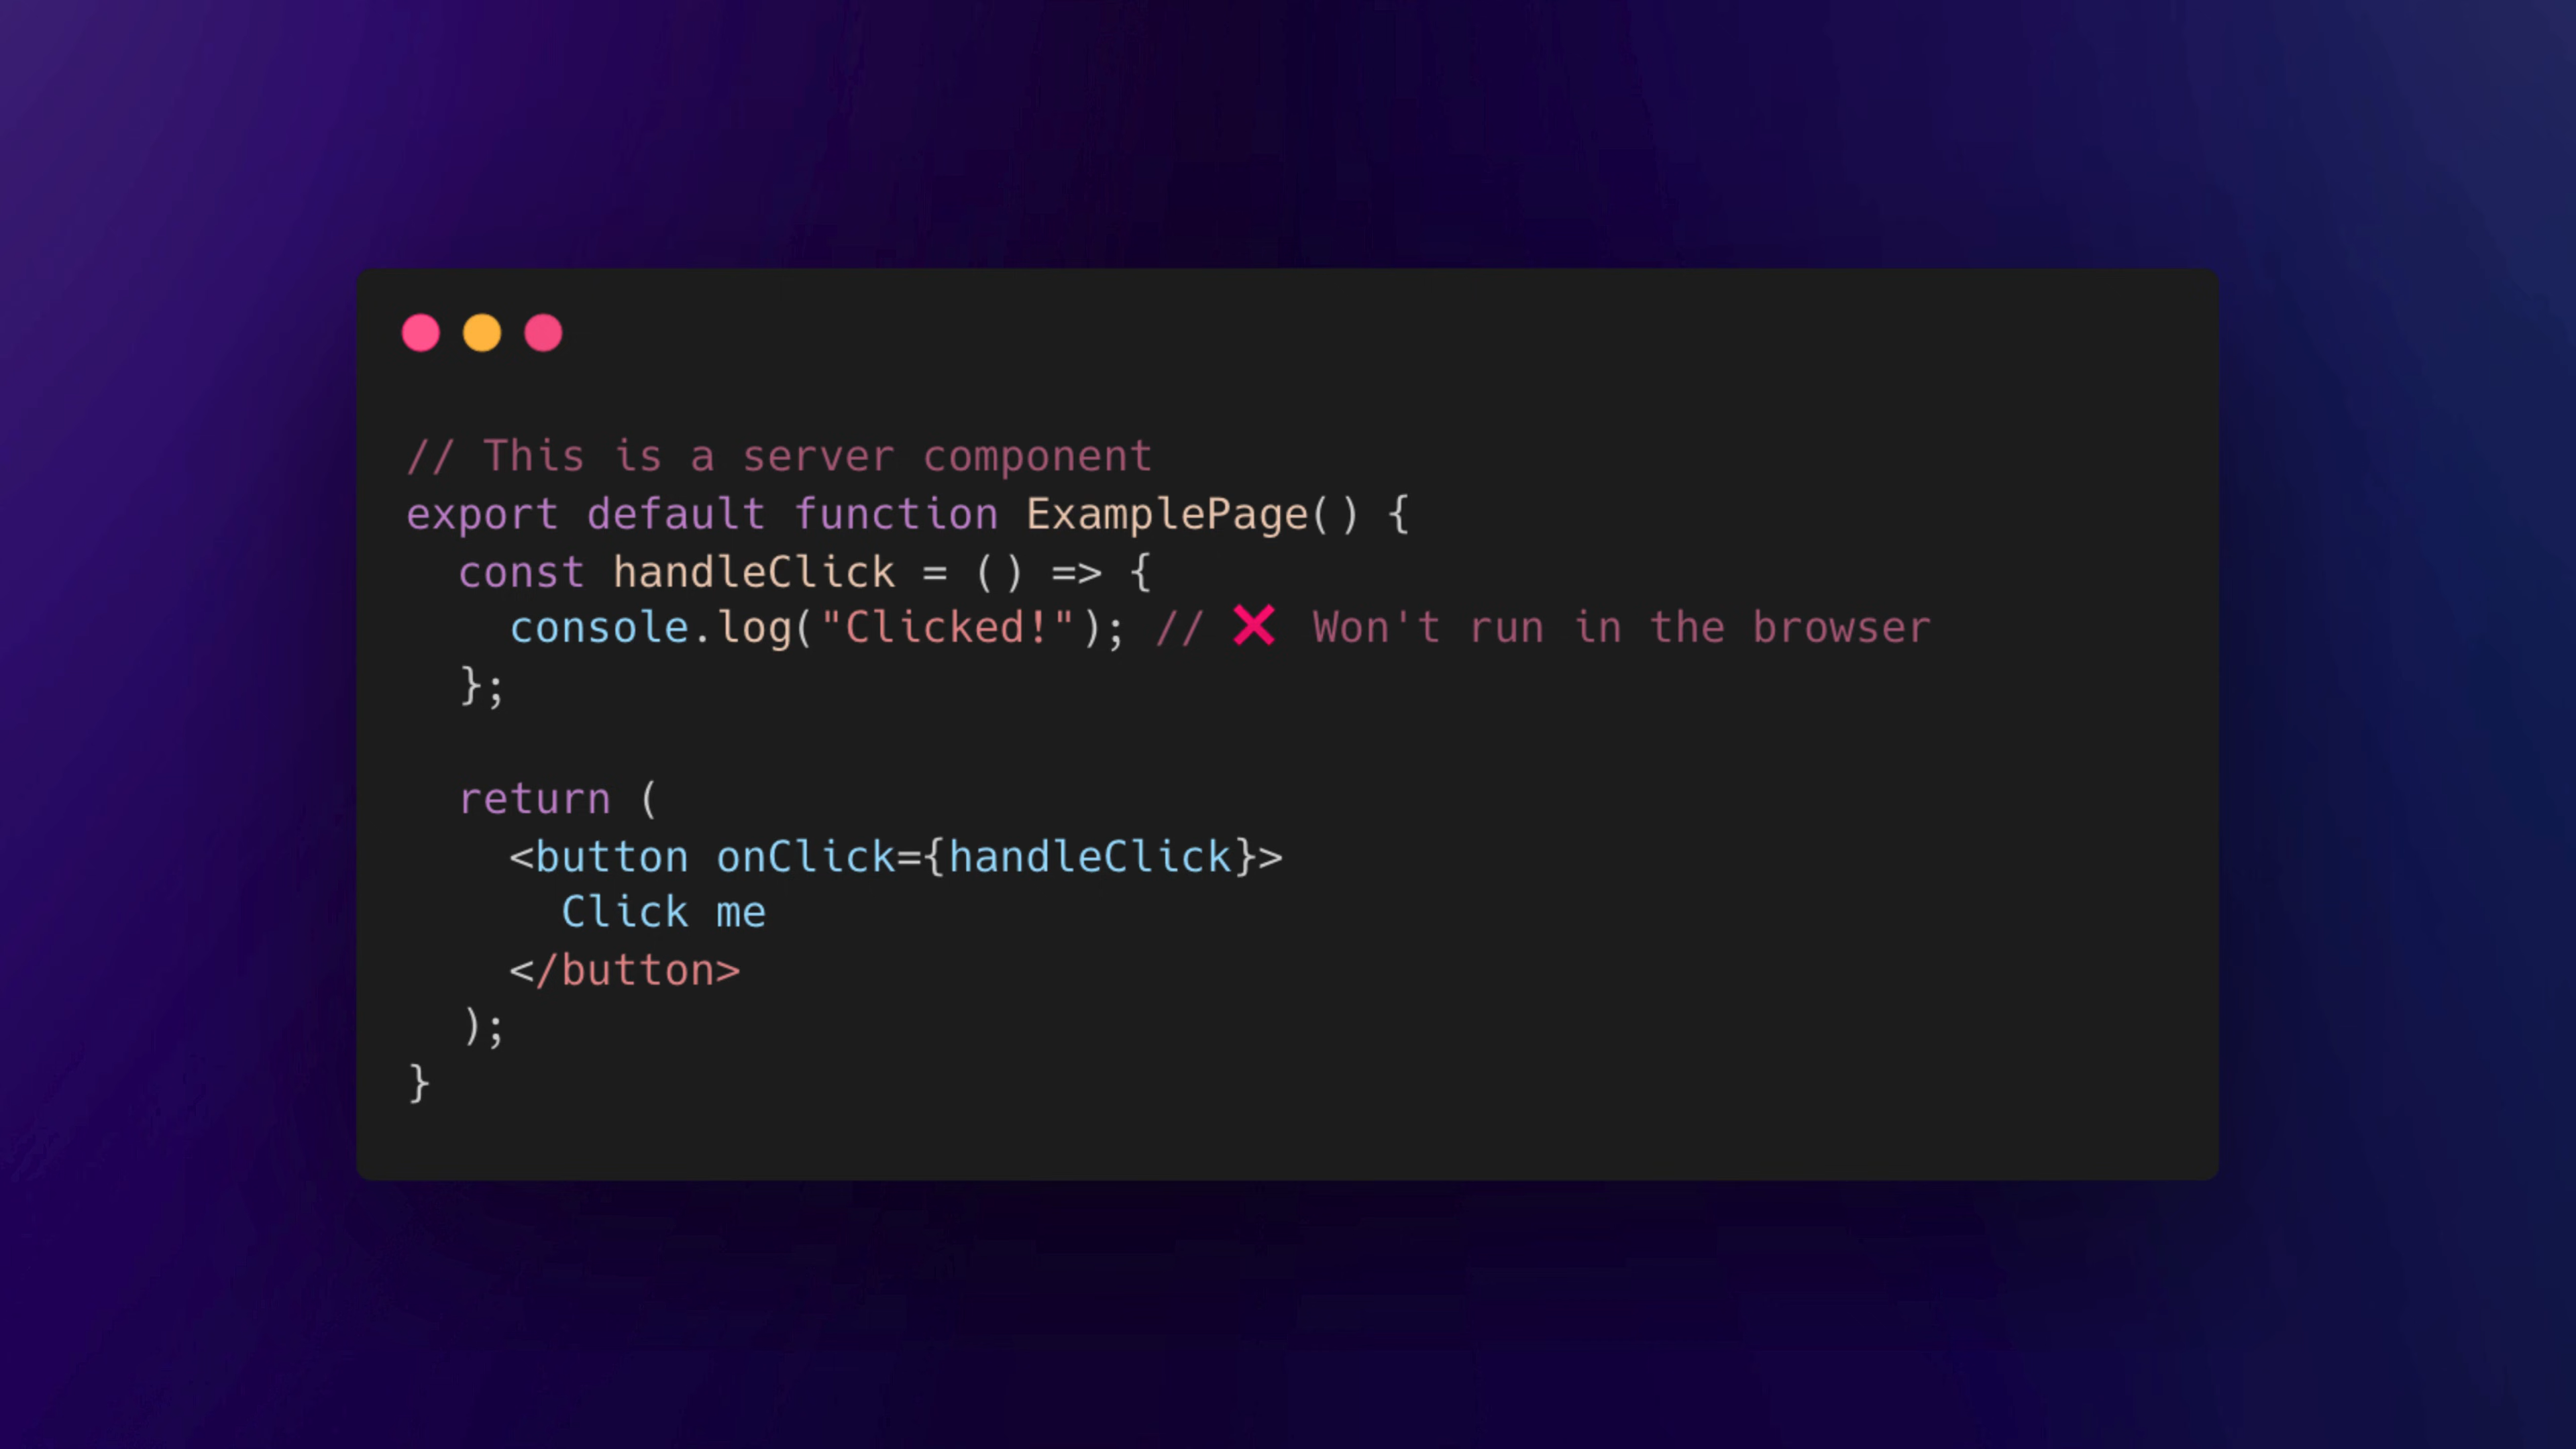 // This is a server component
export default function ExamplePage() {
  const handleClick = () => {
    console.log("Clicked!"); // ❌ Won't run in the browser
  };
  return (
    <button onClick={handleClick}>
      Click me
    </button>
  );
}